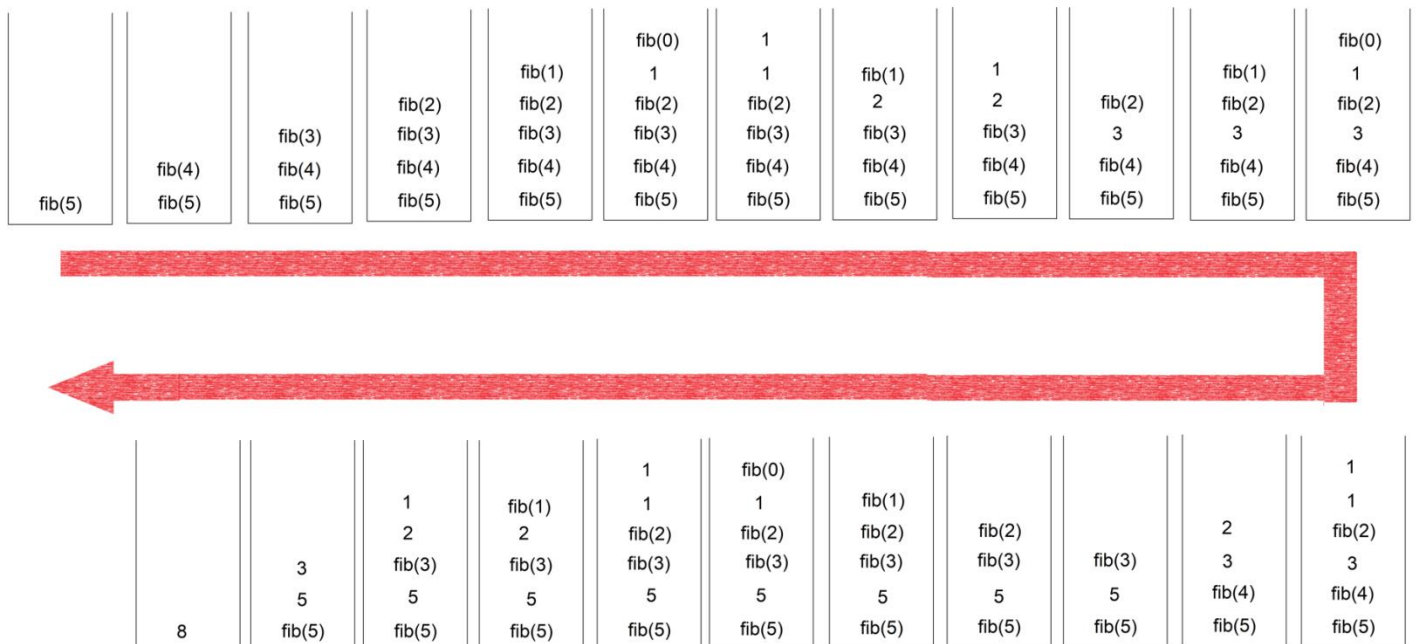 fib(0) 1 fib(0)
fib(1) 1 1 fib(1) 1 fib(1) 1
fib(2) fib(2) fib(2) fib(2) 2 2 fib(2) fib(2) fib(2)
fib(3) fib(3) fib(3) fib(3) fib(3) fib(3) fib(3) 3 3 3
fib(4) fib(4) fib(4) fib(4) fib(4) fib(4) fib(4) fib(4) fib(4) fib(4) fib(4)
fib(5) fib(5) fib(5) fib(5) fib(5) fib(5) fib(5) fib(5) fib(5) fib(5) fib(5) fib(5)
1 fib(0) 1
1 fib(1) 1 1 fib(1) 1
2 2 fib(2) fib(2) fib(2) fib(2) 2 fib(2)
3 fib(3) fib(3) fib(3) fib(3) fib(3) fib(3) fib(3) 3 3
5 5 5 5 5 5 5 5 fib(4) fib(4)
8 fib(5) fib(5) fib(5) fib(5) fib(5) fib(5) fib(5) fib(5) fib(5) fib(5)